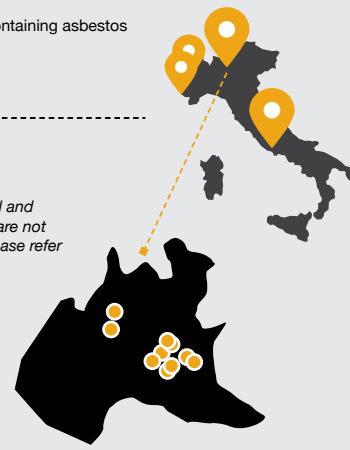 ontaining asbestos
l and
are not
ase refer